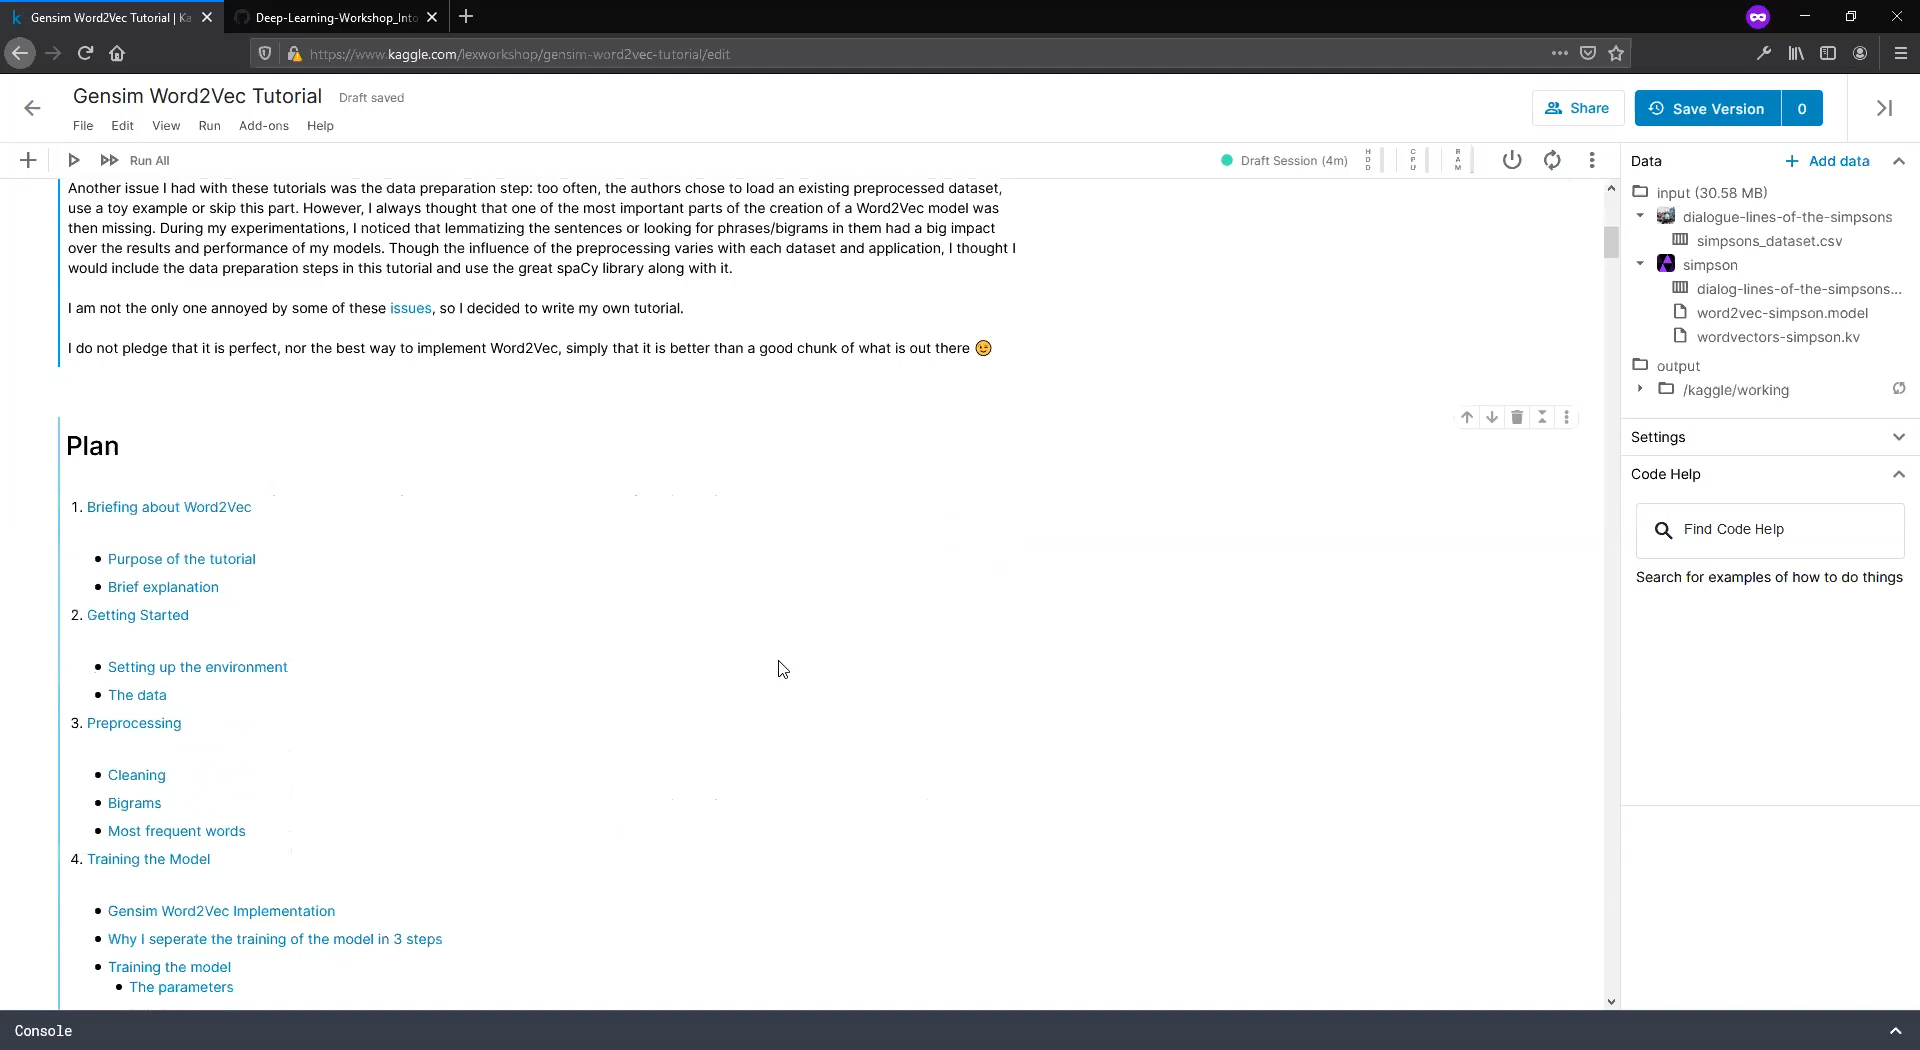 Gensim Word2Vec Tutorial | Ka
Deep-Learning-Workshop_Into
https://www.kaggle.com/lexworkshop/gensim-word2vec-tutorial/edit
Gensim Word2Vec Tutorial Draft saved
File Edit View Run Add-ons Help
Share
Save Version 0
Run All
Draft Session (4m)
HDD
CPU
RAM
Another issue I had with these tutorials was the data preparation step: too often, the authors chose to load an existing preprocessed dataset,
use a toy example or skip this part. However, I always thought that one of the most important parts of the creation of a Word2Vec model was
then missing. During my experimentations, I noticed that lemmatizing the sentences or looking for phrases/bigrams in them had a big impact
over the results and performance of my models. Though the influence of the preprocessing varies with each dataset and application, I thought I
would include the data preparation steps in this tutorial and use the great spaCy library along with it.
I am not the only one annoyed by some of these issues, so I decided to write my own tutorial.
I do not pledge that it is perfect, nor the best way to implement Word2Vec, simply that it is better than a good chunk of what is out there 😉
Plan
1. Briefing about Word2Vec
• Purpose of the tutorial
• Brief explanation
2. Getting Started
• Setting up the environment
• The data
3. Preprocessing
• Cleaning
• Bigrams
• Most frequent words
4. Training the Model
• Gensim Word2Vec Implementation
• Why I seperate the training of the model in 3 steps
• Training the model
• The parameters
Data
+ Add data
input (30.58 MB)
dialogue-lines-of-the-simpsons
simpsons_dataset.csv
simpson
dialog-lines-of-the-simpsons...
word2vec-simpson.model
wordvectors-simpson.kv
output
/kaggle/working
Settings
Code Help
Find Code Help
Search for examples of how to do things
Console